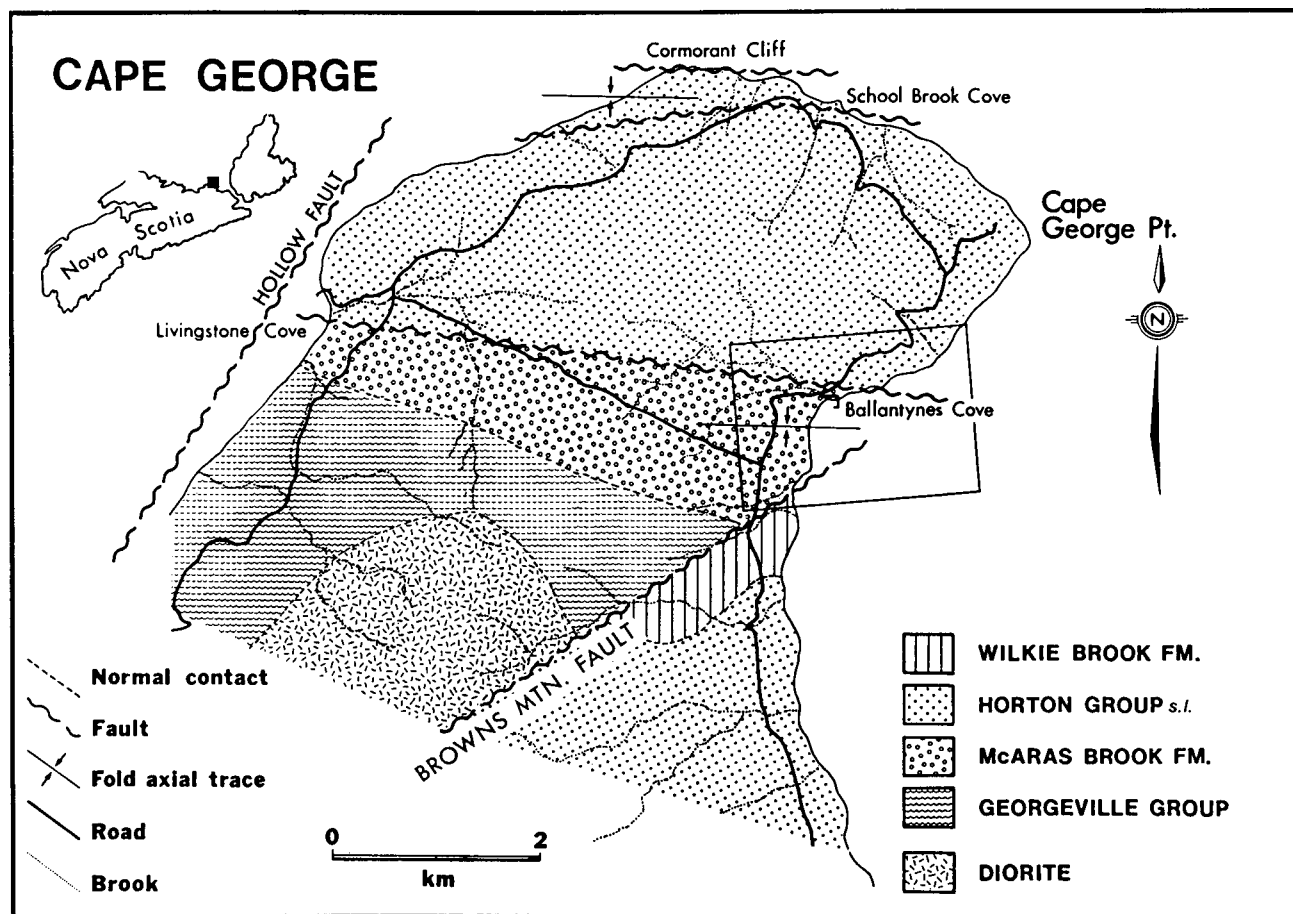 CAPE GEORGE
Cormorant Cliff
School Brook Cove
Cape
George Pt.
Nova Scotia
HOLLOW FAULT
N
Livingstone Cove
Ballantynes Cove
BROWNS MTN FAULT
Normal contact
Fault
Fold axial trace
Road
Brook
0 2
km
WILKIE BROOK FM.
HORTON GROUP s.l.
McARAS BROOK FM.
GEORGEVILLE GROUP
DIORITE